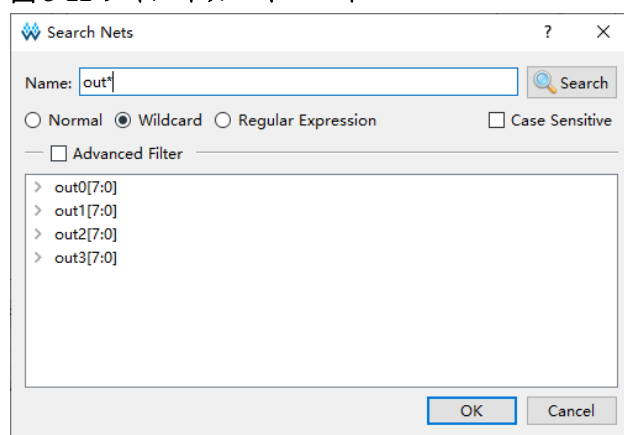 Search Nets ? ×
Name: out* Search
Normal Wildcard Regular Expression Case Sensitive
Advanced Filter
out0[7:0]
out1[7:0]
out2[7:0]
out3[7:0]
OK Cancel